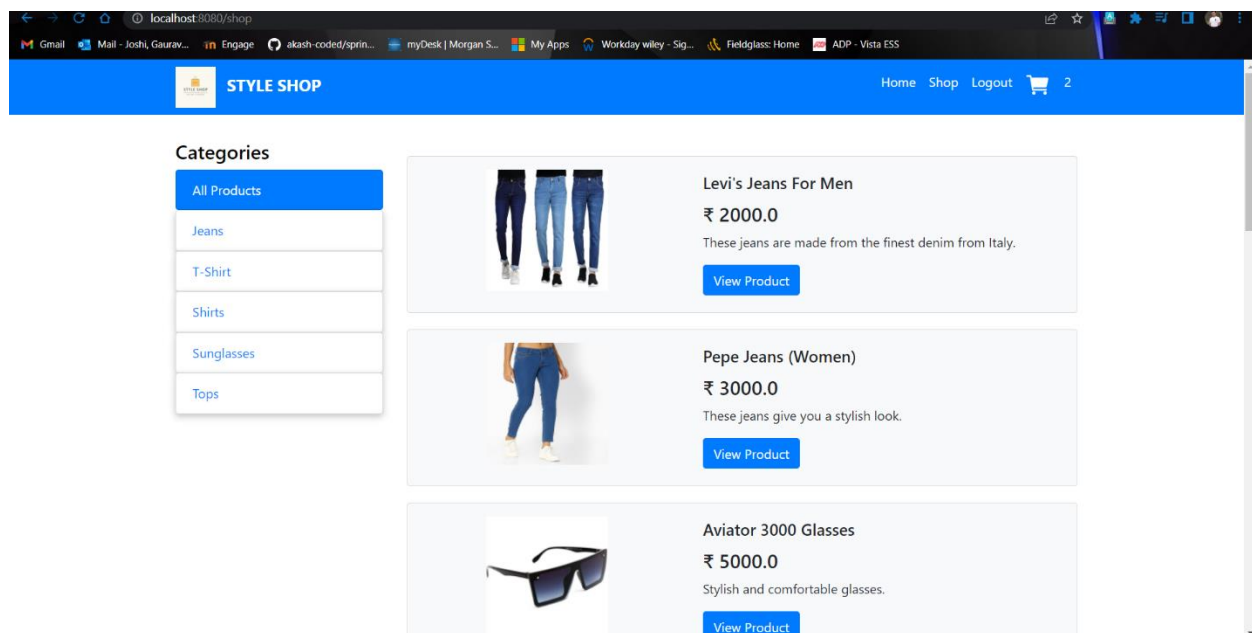 localhost:8080/shop
Gmail Mail - Joshi, Gaurav... Engage akash-coded/sprin... myDesk | Morgan S... My Apps Workday wiley - Sig... Fieldglass: Home ADP - Vista ESS
STYLE SHOP STYLE SHOP Home Shop Logout 2
Categories
All Products
Jeans
T-Shirt
Shirts
Sunglasses
Tops
Levi's Jeans For Men
₹ 2000.0
These jeans are made from the finest denim from Italy.
View Product
Pepe Jeans (Women)
₹ 3000.0
These jeans give you a stylish look.
View Product
Aviator 3000 Glasses
₹ 5000.0
Stylish and comfortable glasses.
View Product